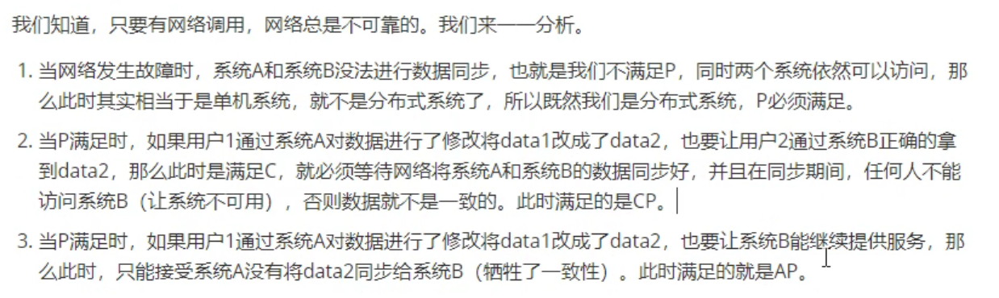 我们知道，只要有网络调用，网络总是不可靠的。我们来一一分析。
1. 当网络发生故障时，系统A和系统B没法进行数据同步，也就是我们不满足P，同时两个系统依然可以访问，那
么此时其实相当于是单机系统，就不是分布式系统了，所以既然我们是分布式系统，P必须满足。
2. 当P满足时，如果用户1通过系统A对数据进行了修改将data1改成了data2，也要让用户2通过系统B正确的拿
到data2，那么此时是满足C，就必须等待网络将系统A和系统B的数据同步好，并且在同步期间，任何人不能
访问系统B（让系统不可用），否则数据就不是一致的。此时满足的是CP。
3. 当P满足时，如果用户1通过系统A对数据进行了修改将data1改成了data2，也要让系统B能继续提供服务，那
么此时，只能接受系统A没有将data2同步给系统B（牺牲了一致性）。此时满足的就是AP。